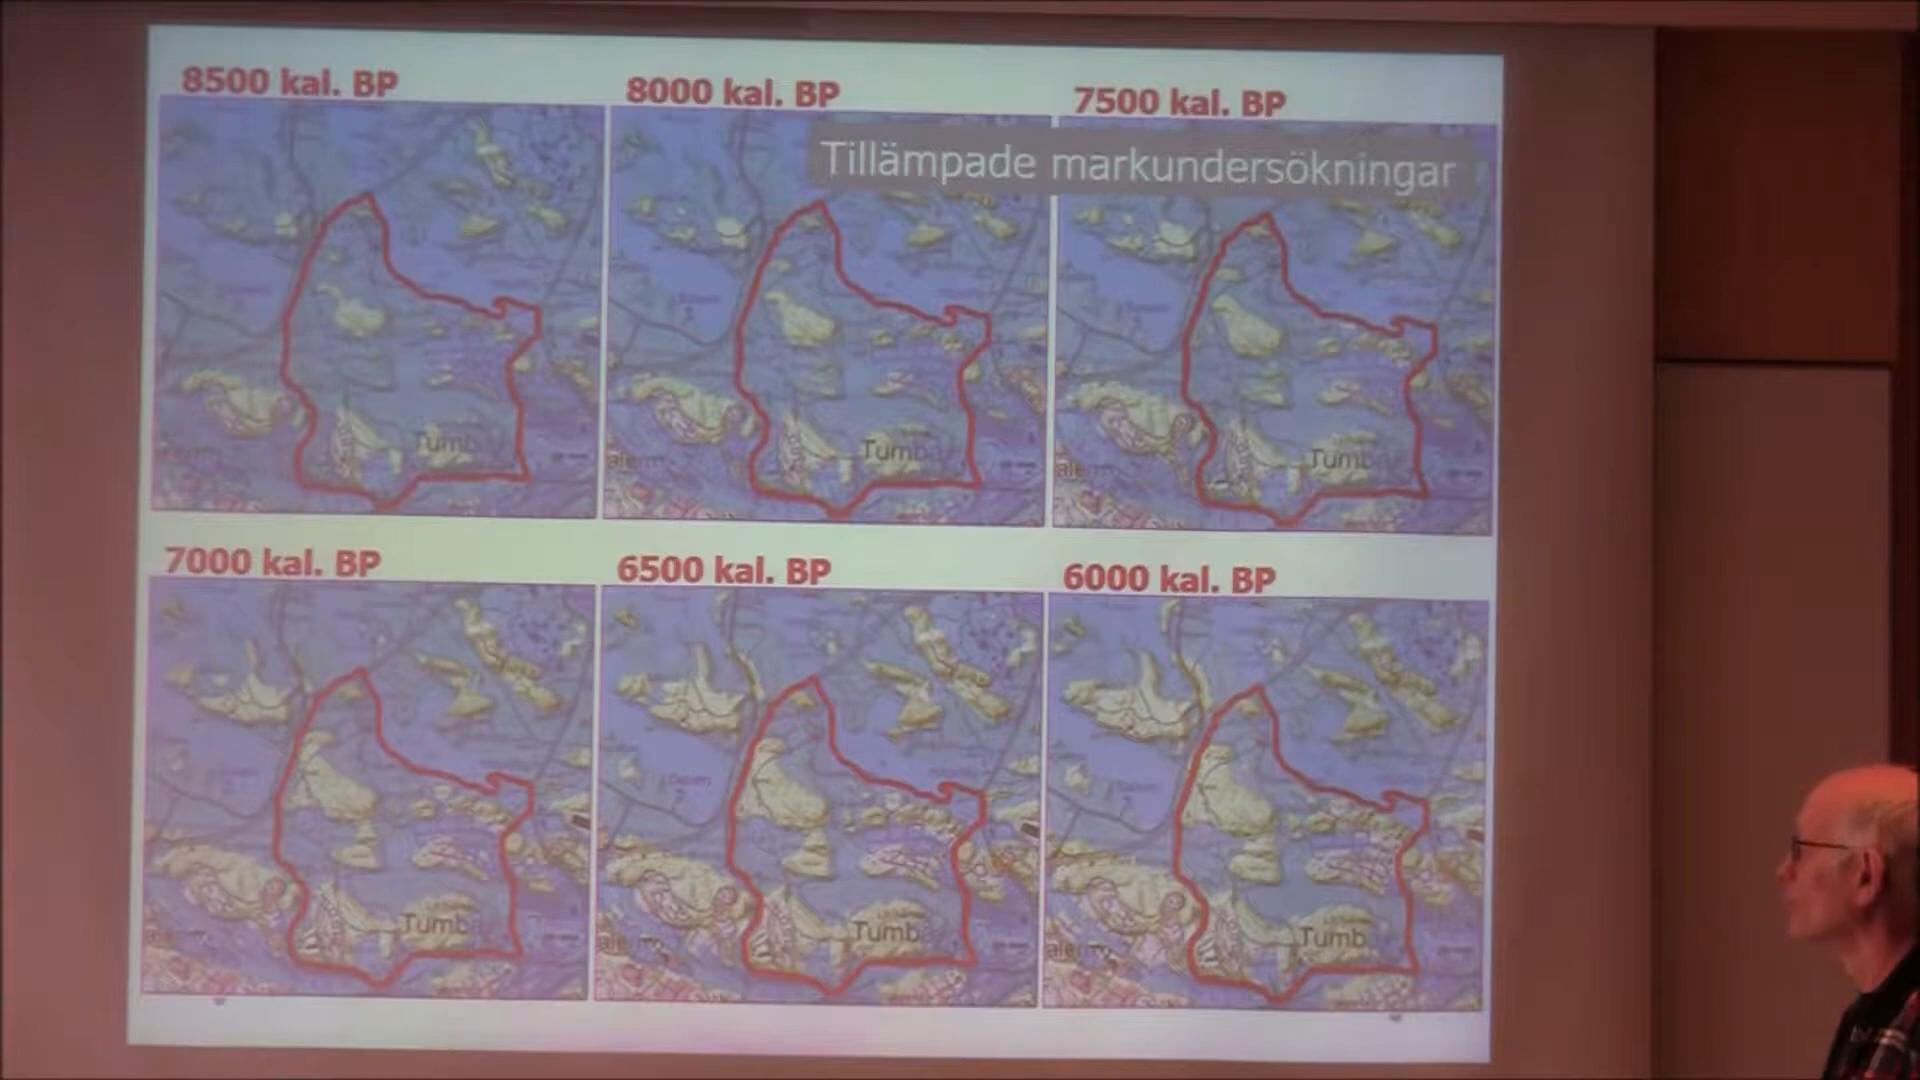 8500 kal. BP
8000 kal. BP
7500 kal. BP
Tillämpade markundersökningar
Tumb
Tumba
Tumba
7000 kal. BP
6500 kal. BP
6000 kal. BP
Tumba
Tumba
Tumb